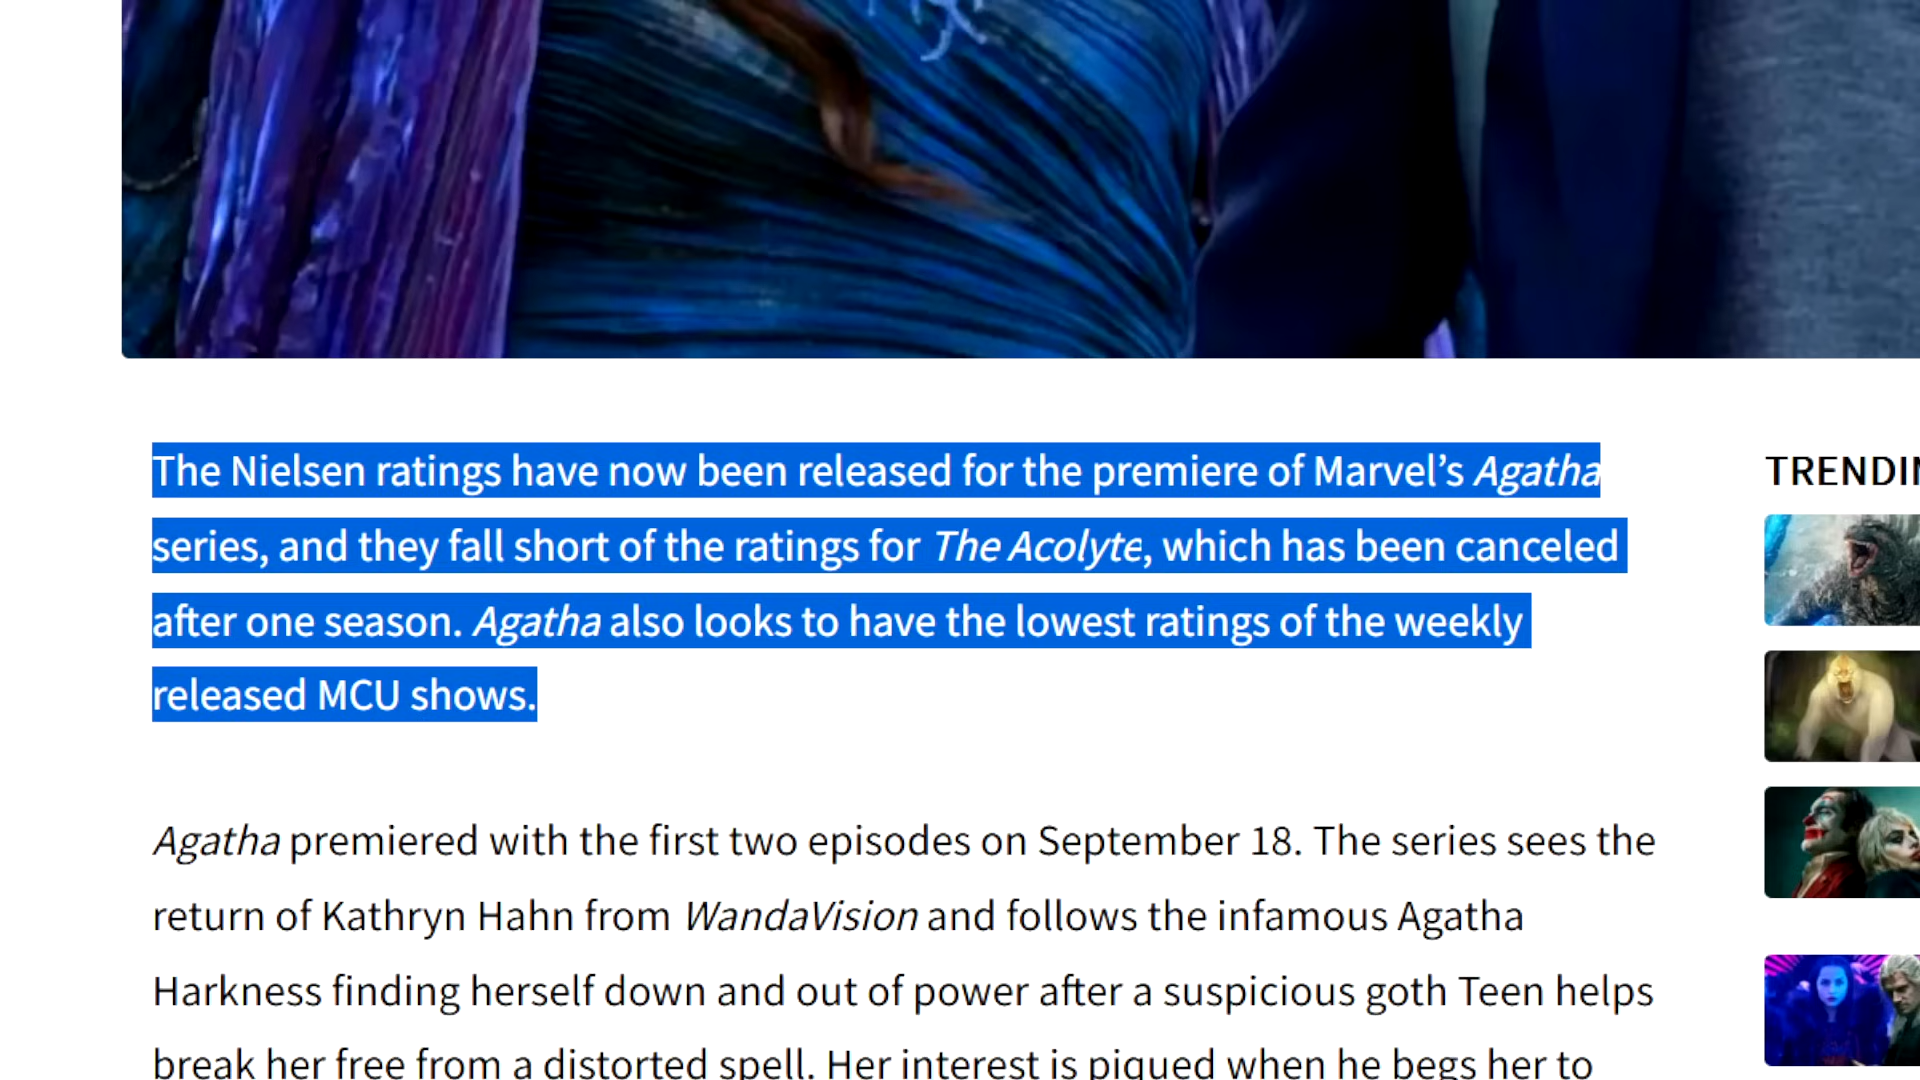 The Nielsen ratings have now been released for the premiere of Marvel’s Agatha
series, and they fall short of the ratings for The Acolyte, which has been canceled
after one season. Agatha also looks to have the lowest ratings of the weekly
released MCU shows.
Agatha premiered with the first two episodes on September 18. The series sees the
return of Kathryn Hahn from WandaVision and follows the infamous Agatha
Harkness finding herself down and out of power after a suspicious goth Teen helps
break her free from a distorted spell. Her interest is piqued when he begs her to
TRENDIN